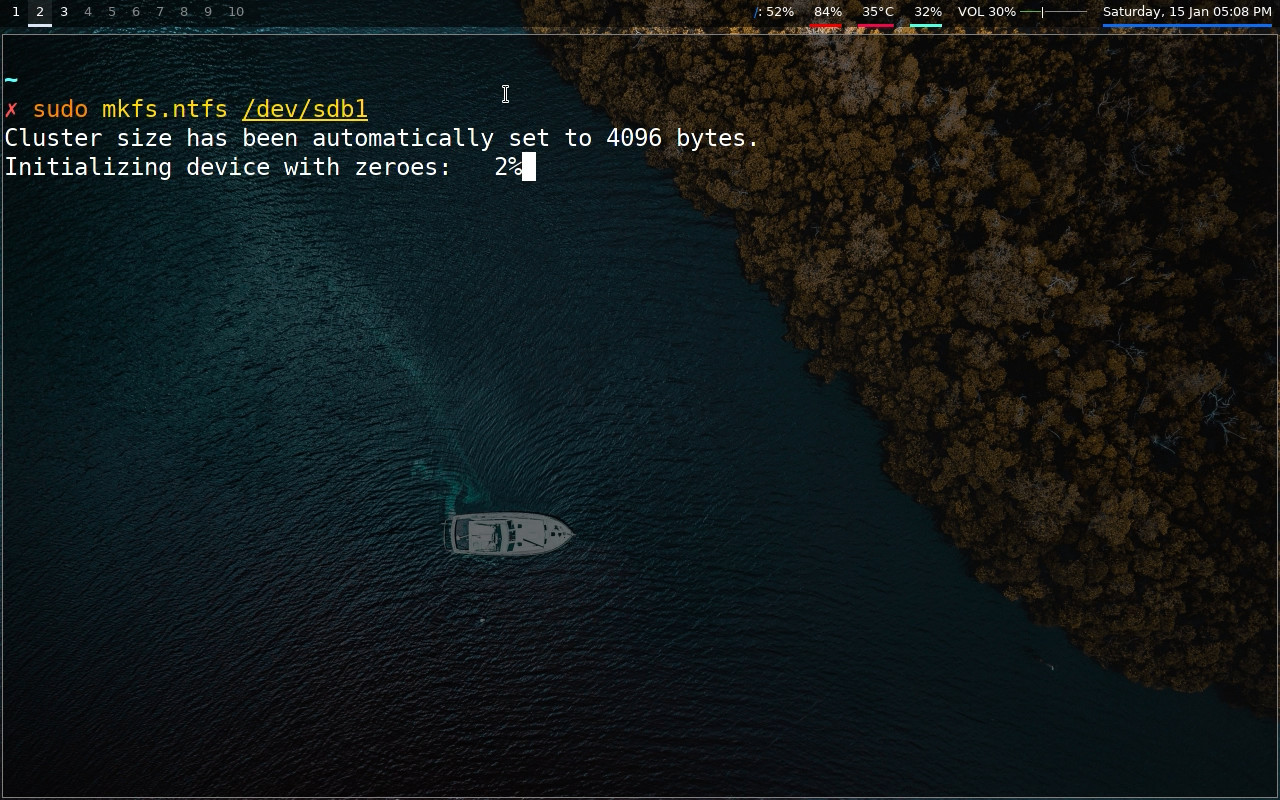 1 2 3 4 5 6 7 8 9 10 /: 52% 84% 35°C 32% VOL 30% Saturday, 15 Jan 05:08 PM
~
✗ sudo mkfs.ntfs /dev/sdb1
Cluster size has been automatically set to 4096 bytes.
Initializing device with zeroes:   2%